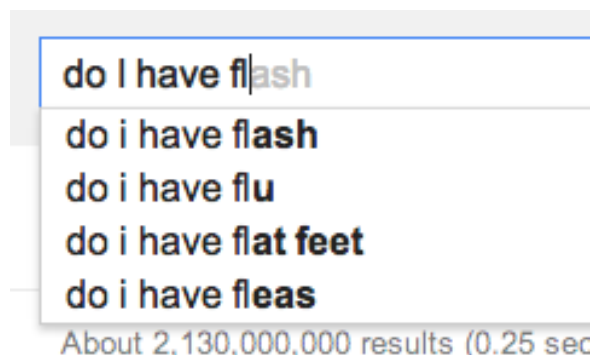 do I have flash
do i have flash
do i have flu
do i have flat feet
do i have fleas
About 2,130,000,000 results (0.25 sec